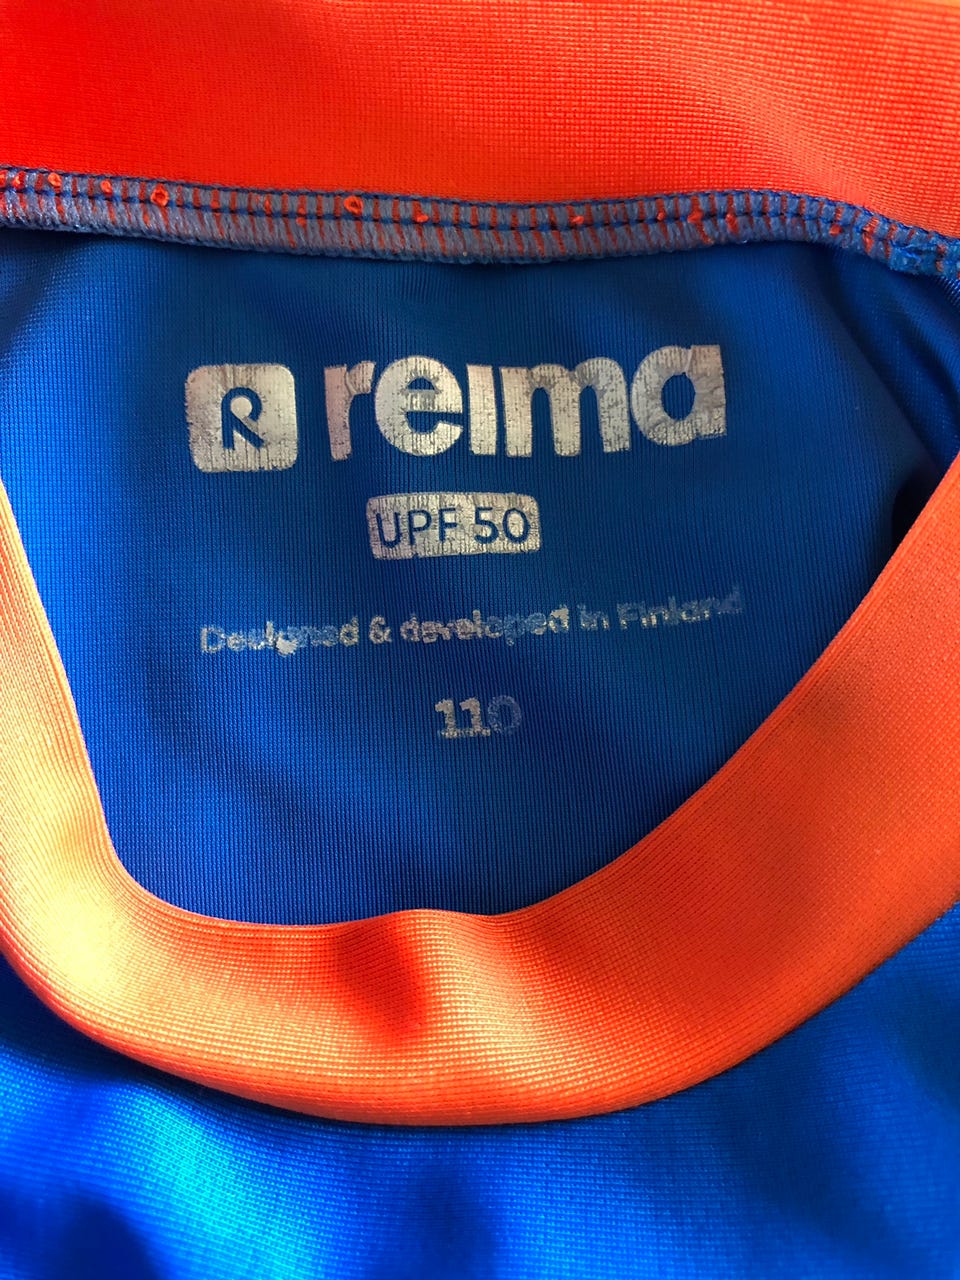 R reima
UPF 50
Designed & developed in Finland
110